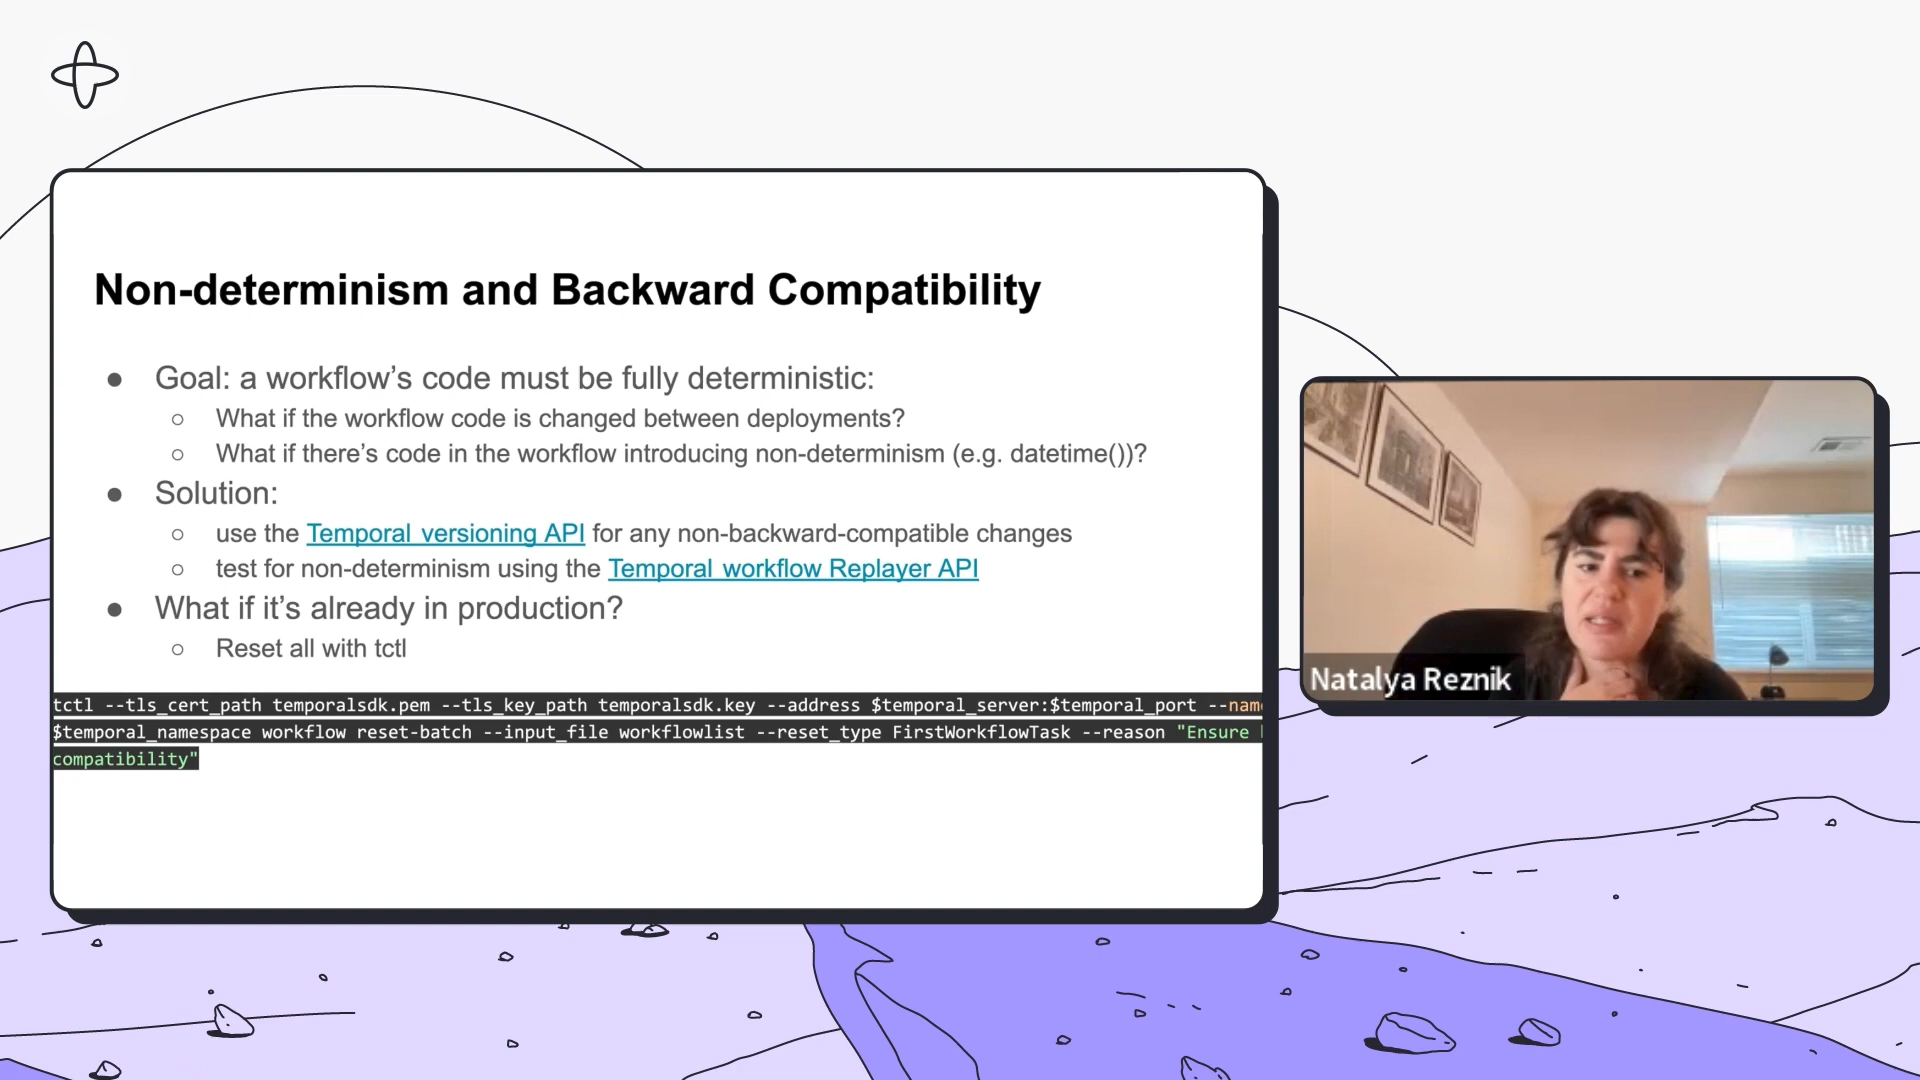 Non-determinism and Backward Compatibility
● Goal: a workflow’s code must be fully deterministic:
○ What if the workflow code is changed between deployments?
○ What if there’s code in the workflow introducing non-determinism (e.g. datetime())?
● Solution:
○ use the Temporal versioning API for any non-backward-compatible changes
○ test for non-determinism using the Temporal workflow Replayer API
● What if it’s already in production?
○ Reset all with tctl
tctl --tls_cert_path temporalsdk.pem --tls_key_path temporalsdk.key --address $temporal_server:$temporal_port --name
$temporal_namespace workflow reset-batch --input_file workflowlist --reset_type FirstWorkflowTask --reason "Ensure
compatibility"
Natalya Reznik